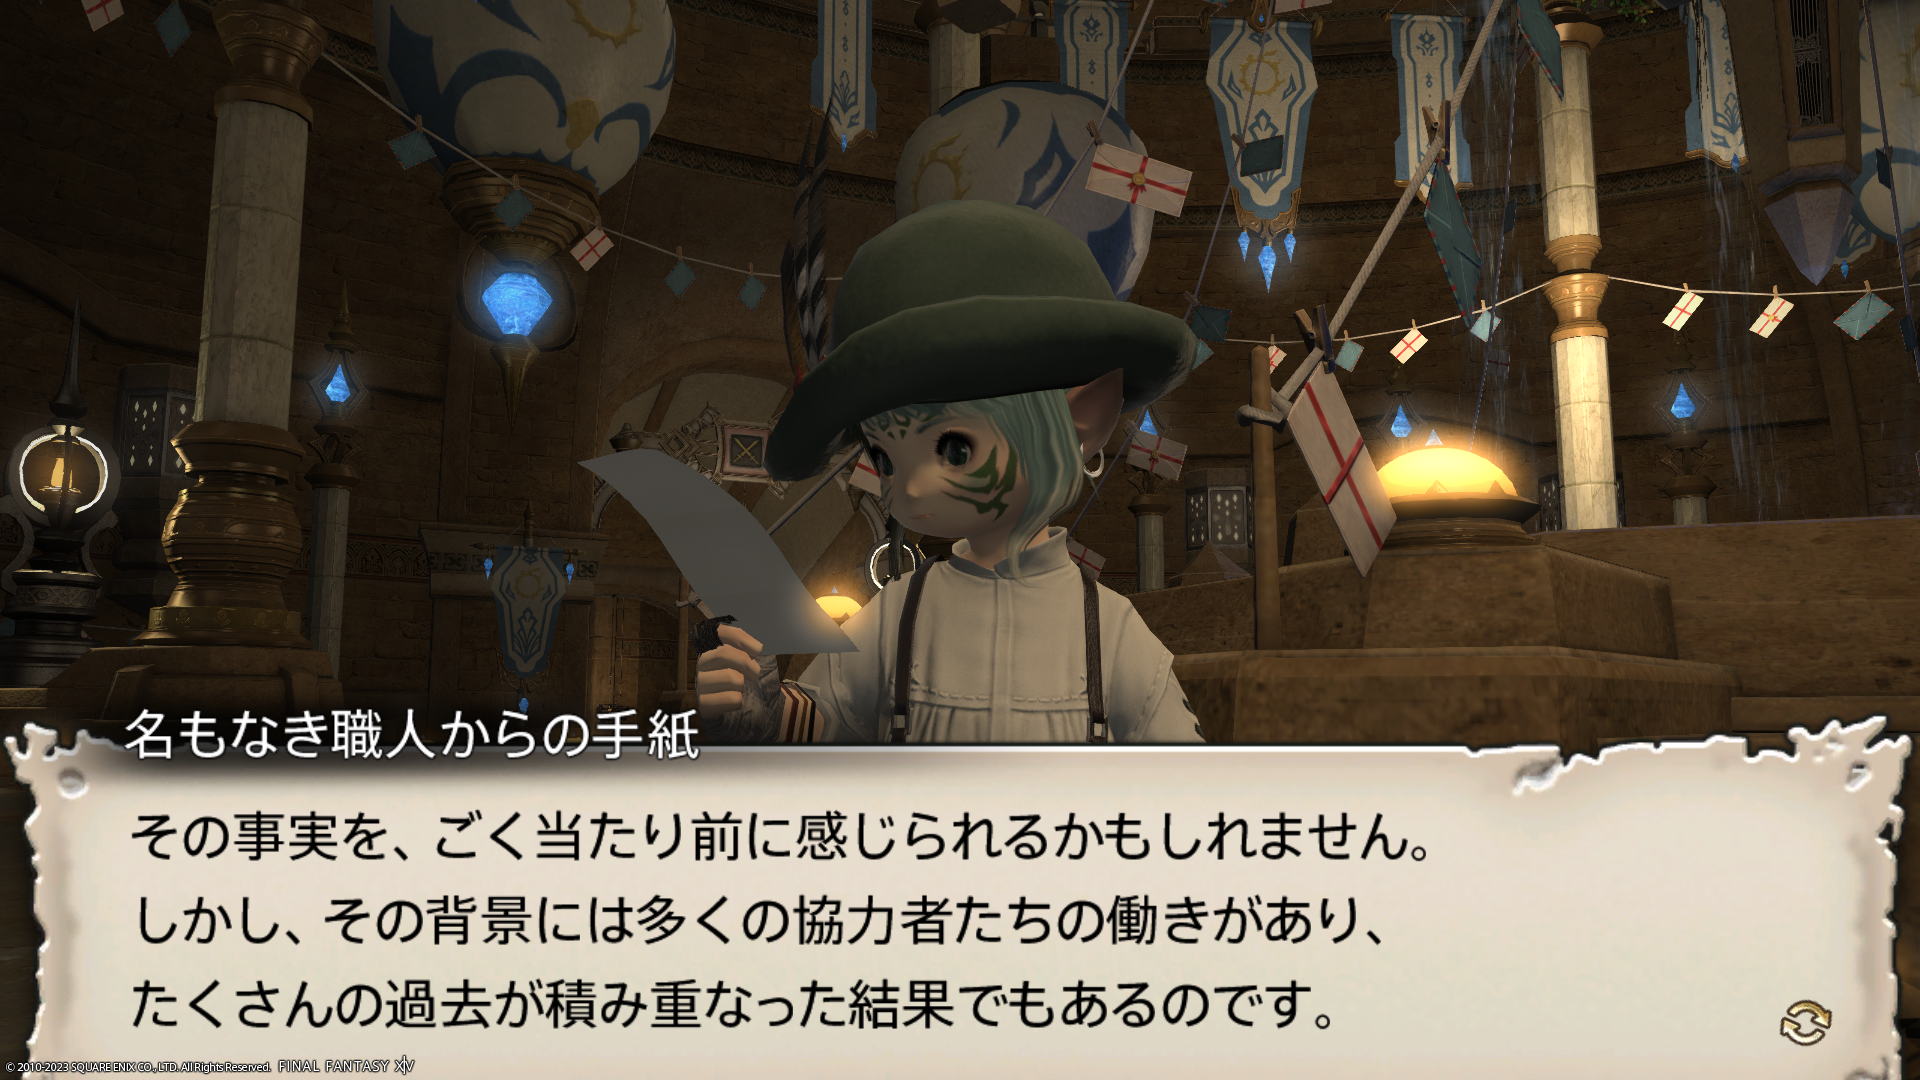 名もなき職人からの手紙
その事実を、ごく当たり前に感じられるかもしれません。
しかし、その背景には多くの協力者たちの働きがあり、
たくさんの過去が積み重なった結果でもあるのです。
© 2010-2023 SQUARE ENIX CO., LTD. All Rights Reserved. FINAL FANTASY XIV